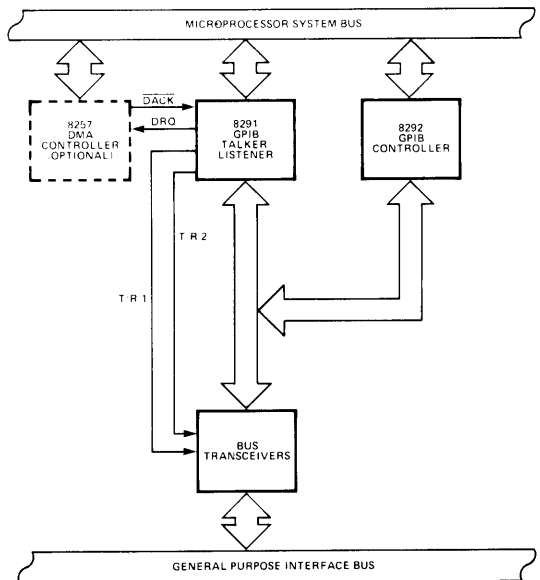 MICROPROCESSOR SYSTEM BUS
DACK
DRQ
8257
DMA
CONTROLLER
OPTIONAL)
8291
GPIB
TALKER
LISTENER
8292
GPIB
CONTROLLER
T R 2
T R 1
BUS
TRANSCEIVERS
GENERAL PURPOSE INTERFACE BUS